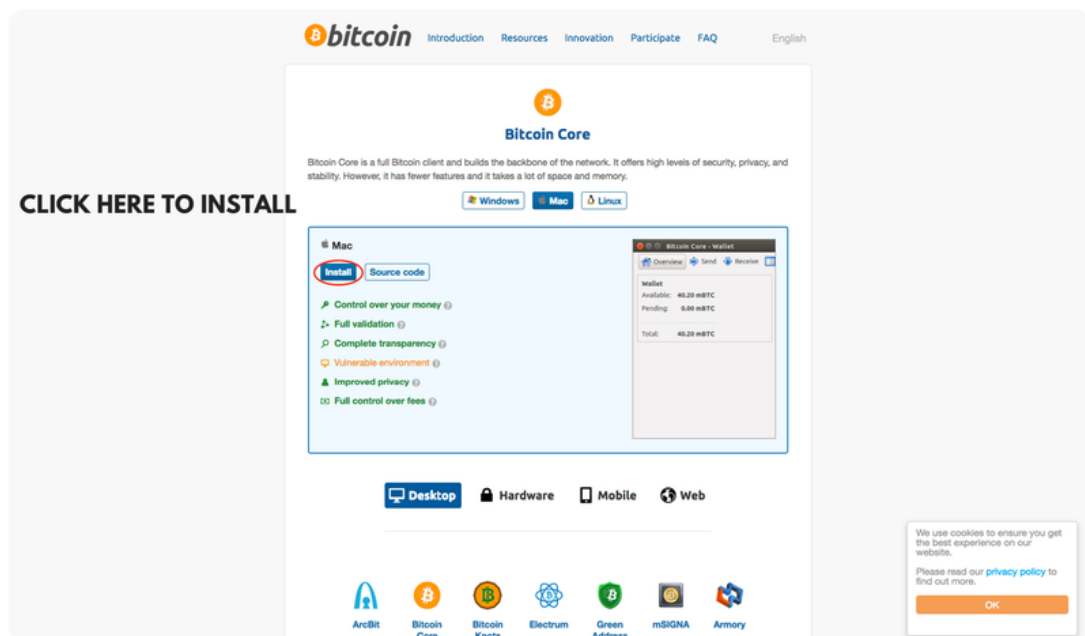 bitcoin Introduction Resources Innovation Participate FAQ English
Bitcoin Core
Bitcoin Core is a full Bitcoin client and builds the backbone of the network. It offers high levels of security, privacy, and
stability. However, it has fewer features and it takes a lot of space and memory.
Windows Mac Linux
CLICK HERE TO INSTALL
Mac
Install Source code
Control over your money
Full validation
Complete transparency
Vulnerable environment
Improved privacy
Full control over fees
Bitcoin Core - Wallet
Overview Send Receive
Wallet
Available: 40.20 mBTC
Pending: 0.00 mBTC
Total: 40.20 mBTC
Desktop Hardware Mobile Web
ArcBit Bitcoin Core Bitcoin Knots Electrum Green Address mSIGNA Armory
We use cookies to ensure you get
the best experience on our
website.
Please read our privacy policy to
find out more.
OK